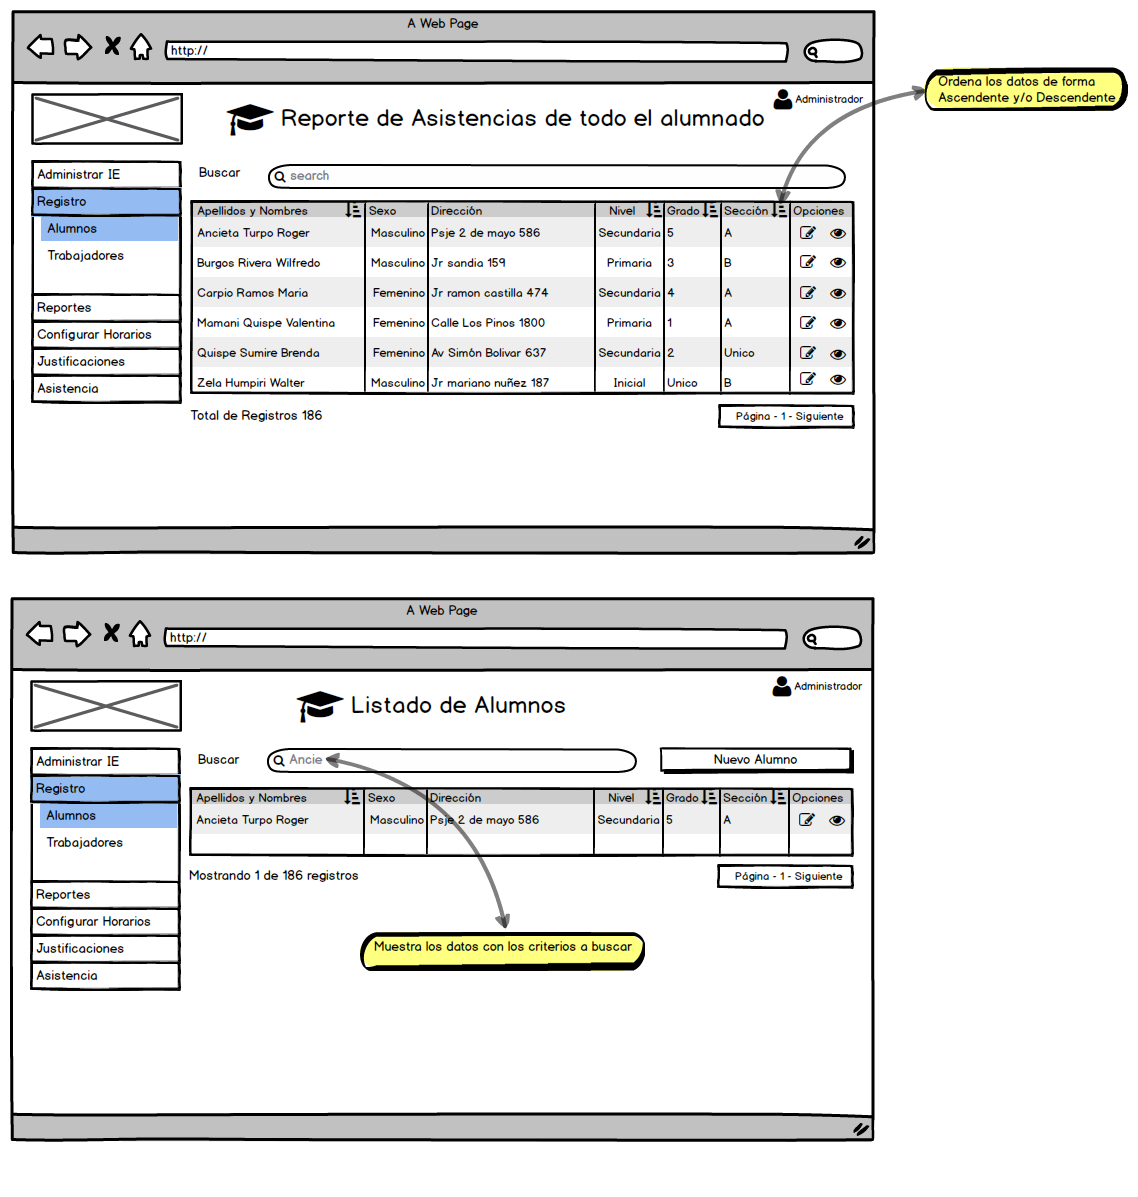 A Web Page
http://
Administrador
Reporte de Asistencias de todo el alumnado
Ordena los datos de forma
Ascendente y/o Descendente
Administrar IE
Registro
Alumnos
Trabajadores
Reportes
Configurar Horarios
Justificaciones
Asistencia
Buscar
search
Apellidos y Nombres Sexo Dirección Nivel Grado Sección Opciones
Ancieta Turpo Roger Masculino Psje 2 de mayo 586 Secundaria 5 A
Burgos Rivera Wilfredo Masculino Jr sandia 159 Primaria 3 B
Carpio Ramos Maria Femenino Jr ramon castilla 474 Secundaria 4 A
Mamani Quispe Valentina Femenino Calle Los Pinos 1800 Primaria 1 A
Quispe Sumire Brenda Femenino Av Simón Bolivar 637 Secundaria 2 Unico
Zela Humpiri Walter Masculino Jr mariano nuñez 187 Inicial Unico B
Total de Registros 186
Página - 1 - Siguiente
A Web Page
http://
Administrador
Listado de Alumnos
Administrar IE
Registro
Alumnos
Trabajadores
Reportes
Configurar Horarios
Justificaciones
Asistencia
Buscar
Ancie
Nuevo Alumno
Apellidos y Nombres Sexo Dirección Nivel Grado Sección Opciones
Ancieta Turpo Roger Masculino Psje 2 de mayo 586 Secundaria 5 A
Mostrando 1 de 186 registros
Página - 1 - Siguiente
Muestra los datos con los criterios a buscar